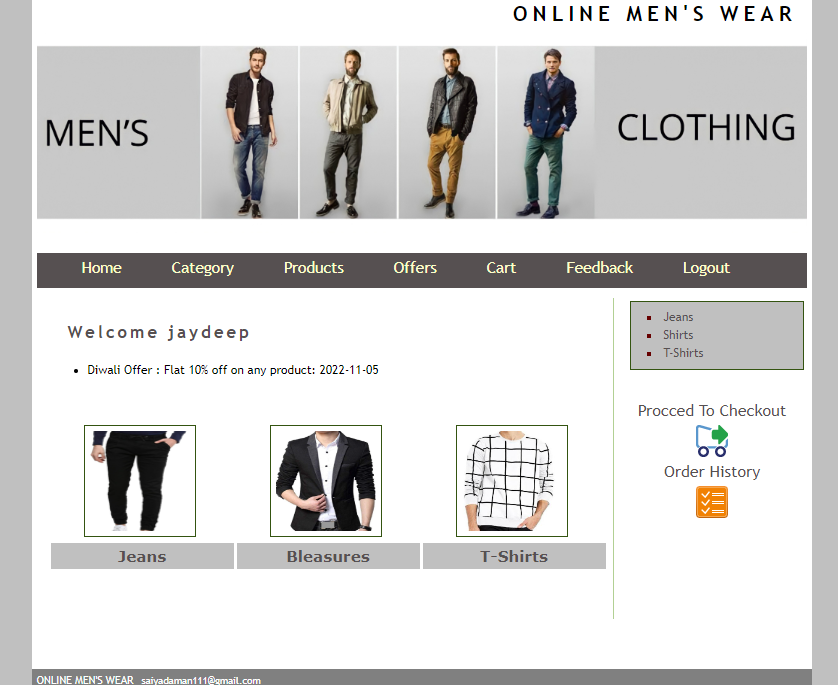 ONLINE MEN'S WEAR
MEN'S
CLOTHING
Home Category Products Offers Cart Feedback Logout
Welcome jaydeep
Diwali Offer : Flat 10% off on any product: 2022-11-05
Jeans
Bleasures
T-Shirts
Jeans
Shirts
T-Shirts
Procced To Checkout
Order History
ONLINE MEN'S WEAR saiyadaman111@gmail.com